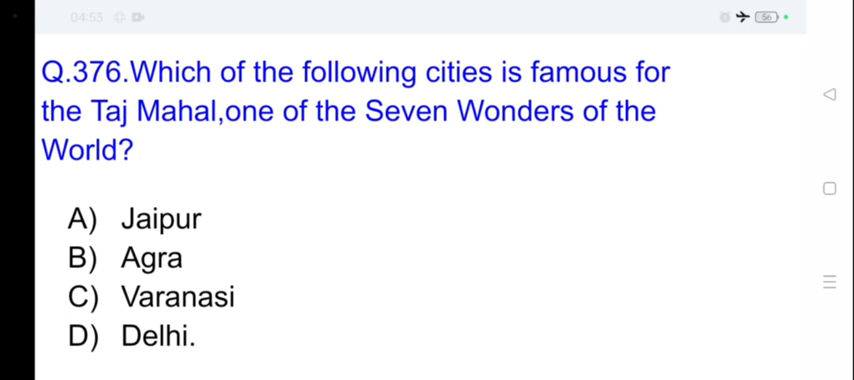 04:53
56
Q.376.Which of the following cities is famous for
the Taj Mahal,one of the Seven Wonders of the
World?
A) Jaipur
B) Agra
C) Varanasi
D) Delhi.